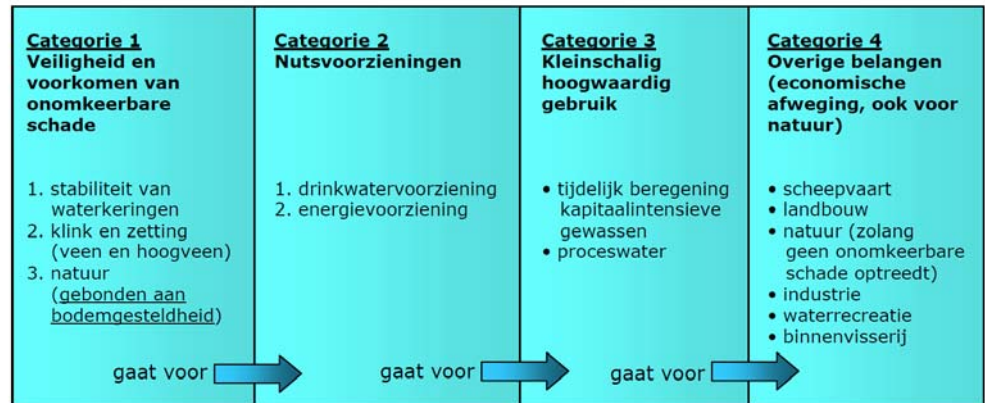 Categorie 1
Veiligheid en
voorkomen van
onomkeerbare
schade
1. stabiliteit van
waterkeringen
2. klink en zetting
(veen en hoogveen)
3. natuur
(gebonden aan
bodemgesteldheid)
gaat voor
Categorie 2
Nutsvoorzieningen
1. drinkwatervoorziening
2. energievoorziening
gaat voor
Categorie 3
Kleinschalig
hoogwaardig
gebruik
• tijdelijk beregening
kapitaalintensieve
gewassen
• proceswater
gaat voor
Categorie 4
Overige belangen
(economische
afweging, ook voor
natuur)
• scheepvaart
• landbouw
• natuur (zolang
geen onomkeerbare
schade optreedt)
• industrie
• waterrecreatie
• binnenvisserij